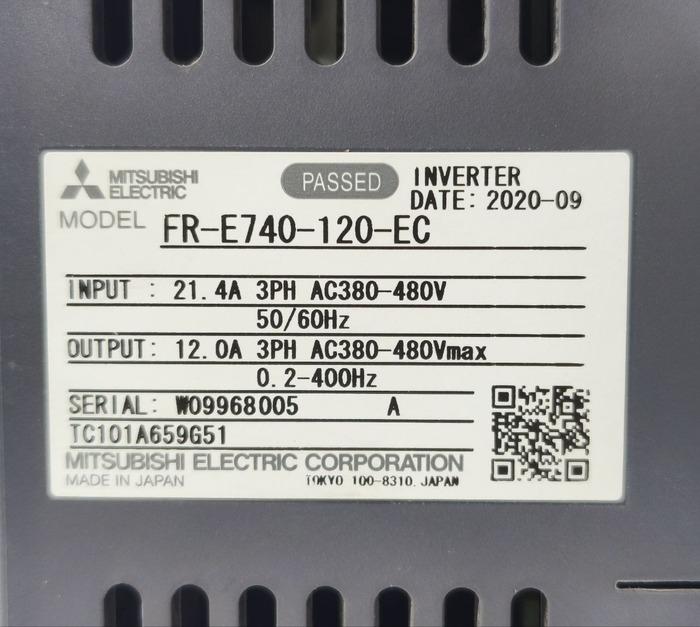 MITSUBISHI ELECTRIC
PASSED
INVERTER
DATE: 2020-09
MODEL FR-E740-120-EC
INPUT : 21.4A 3PH AC380-480V
50/60Hz
OUTPUT: 12.0A 3PH AC380-480Vmax
0.2-400Hz
SERIAL: W09968005 A
TC101A659G51
MITSUBISHI ELECTRIC CORPORATION
MADE IN JAPAN TOKYO 100-8310. JAPAN